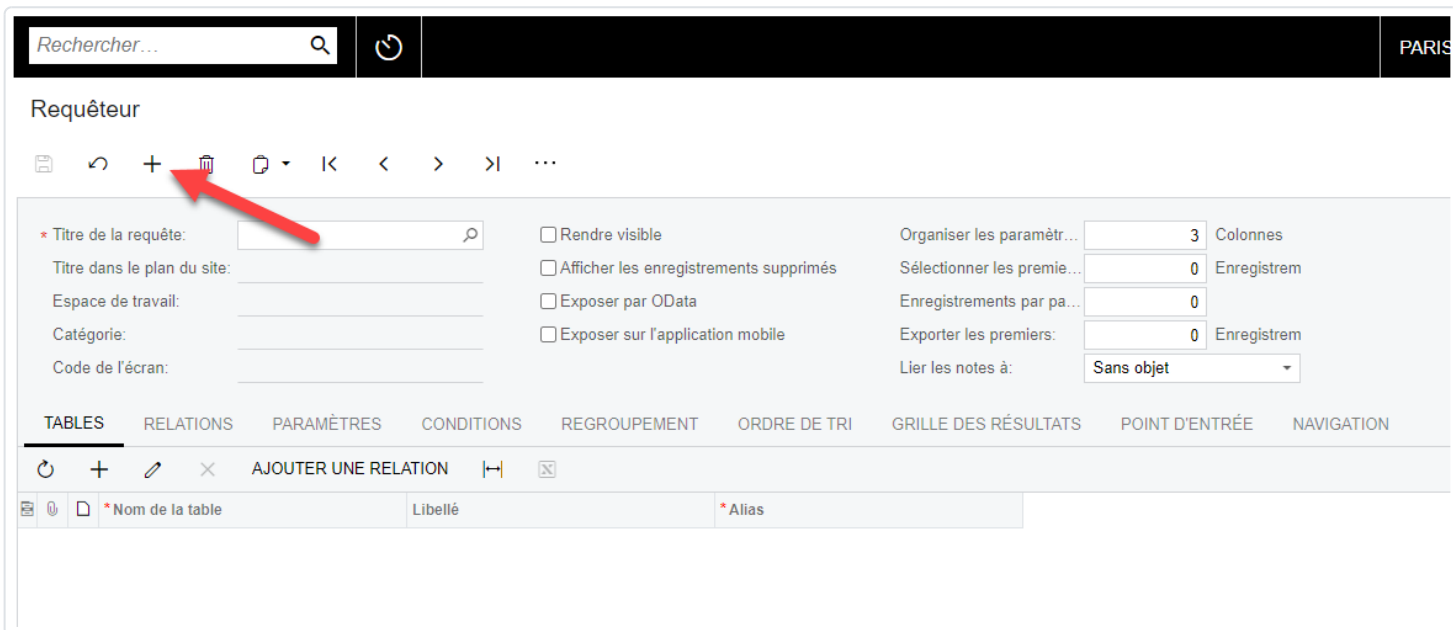 Rechercher...
PARIS
Requêteur
* Titre de la requête:
Titre dans le plan du site:
Espace de travail:
Catégorie:
Code de l'écran:
Rendre visible
Afficher les enregistrements supprimés
Exposer par OData
Exposer sur l'application mobile
Organiser les paramètr... 3 Colonnes
Sélectionner les premie... 0 Enregistrem
Enregistrements par pa... 0
Exporter les premiers: 0 Enregistrem
Lier les notes à: Sans objet
TABLES RELATIONS PARAMÈTRES CONDITIONS REGROUPEMENT ORDRE DE TRI GRILLE DES RÉSULTATS POINT D'ENTRÉE NAVIGATION
AJOUTER UNE RELATION
* Nom de la table Libellé * Alias